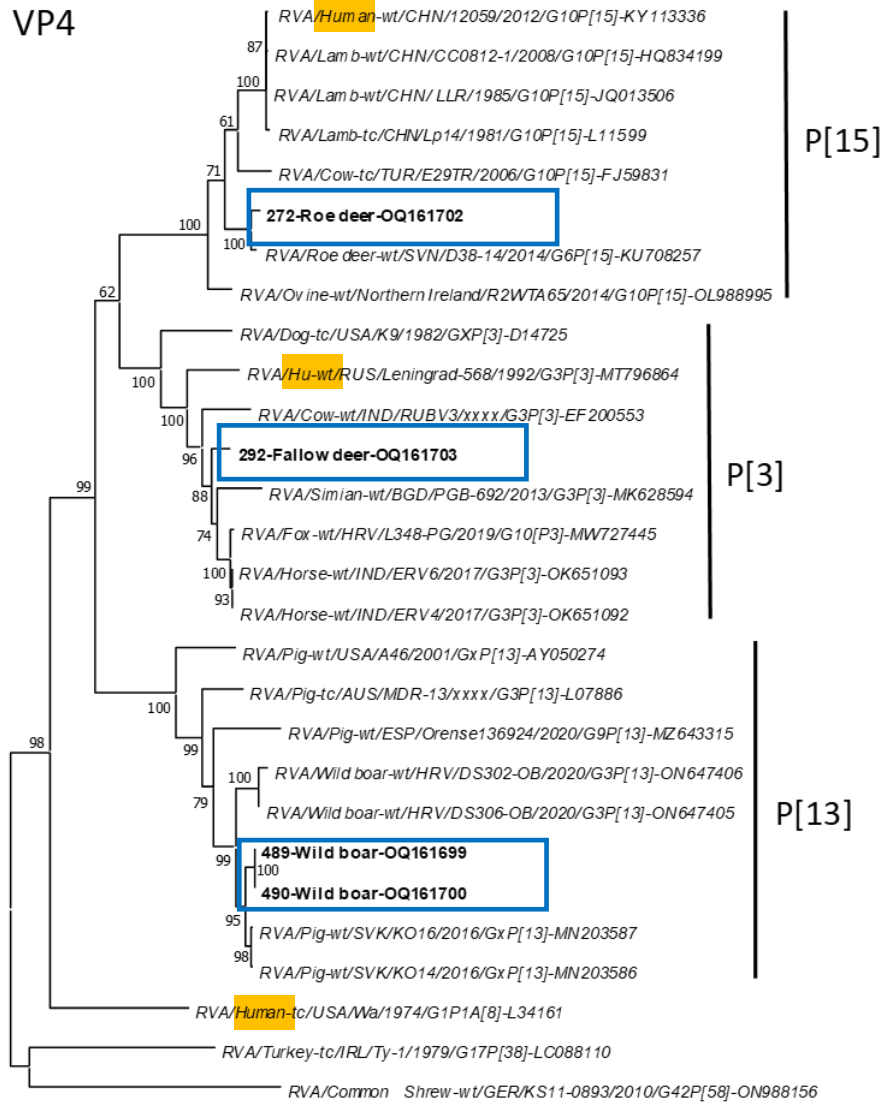 VP4
RVA/Human-wt/CHN/12059/2012/G10P[15]-KY113336
87
RVA/Lamb-wt/CHN/CC0812-1/2008/G10P[15]-HQ834199
100
RVA/Lamb-wt/CHN/ LLR/1985/G10P[15]-JQ013506
61
RVA/Lamb-tc/CHN/Lp14/1981/G10P[15]-L11599
P[15]
71
RVA/Cow-tc/TUR/E29TR/2006/G10P[15]-FJ59831
272-Roe deer-OQ161702
100
100
RVA/Roe deer-wt/SVN/D38-14/2014/G6P[15]-KU708257
62
RVA/Ovine-wt/Northern Ireland/R2WTA65/2014/G10P[15]-OL988995
RVA/Dog-tc/USA/K9/1982/GXP[3]-D14725
100
RVA/Hu-wt/RUS/Leningrad-568/1992/G3P[3]-MT796864
RVA/Cow-wt/IND/RUBV3/xxxx/G3P[3]-EF200553
96
292-Fallow deer-OQ161703
P[3]
99
88
RVA/Simian-wt/BGD/PGB-692/2013/G3P[3]-MK628594
74
RVA/Fox-wt/HRV/L348-PG/2019/G10[P3]-MW727445
100
RVA/Horse-wt/IND/ERV6/2017/G3P[3]-OK651093
93
RVA/Horse-wt/IND/ERV4/2017/G3P[3]-OK651092
RVA/Pig-wt/USA/A46/2001/GxP[13]-AY050274
100
RVA/Pig-tc/AUS/MDR-13/xxxx/G3P[13]-L07886
98
99
RVA/Pig-wt/ESP/Orense136924/2020/G9P[13]-MZ643315
100
RVA/Wild boar-wt/HRV/DS302-OB/2020/G3P[13]-ON647406
79
RVA/Wild boar-wt/HRV/DS306-OB/2020/G3P[13]-ON647405
P[13]
99
489-Wild boar-OQ161699
100
490-Wild boar-OQ161700
95
RVA/Pig-wt/SVK/KO16/2016/GxP[13]-MN203587
98
RVA/Pig-wt/SVK/KO14/2016/GxP[13]-MN203586
RVA/Human-tc/USA/Wa/1974/G1P1A[8]-L34161
RVA/Turkey-tc/IRL/Ty-1/1979/G17P[38]-LC088110
RVA/Common Shrew-wt/GER/KS11-0893/2010/G42P[58]-ON988156